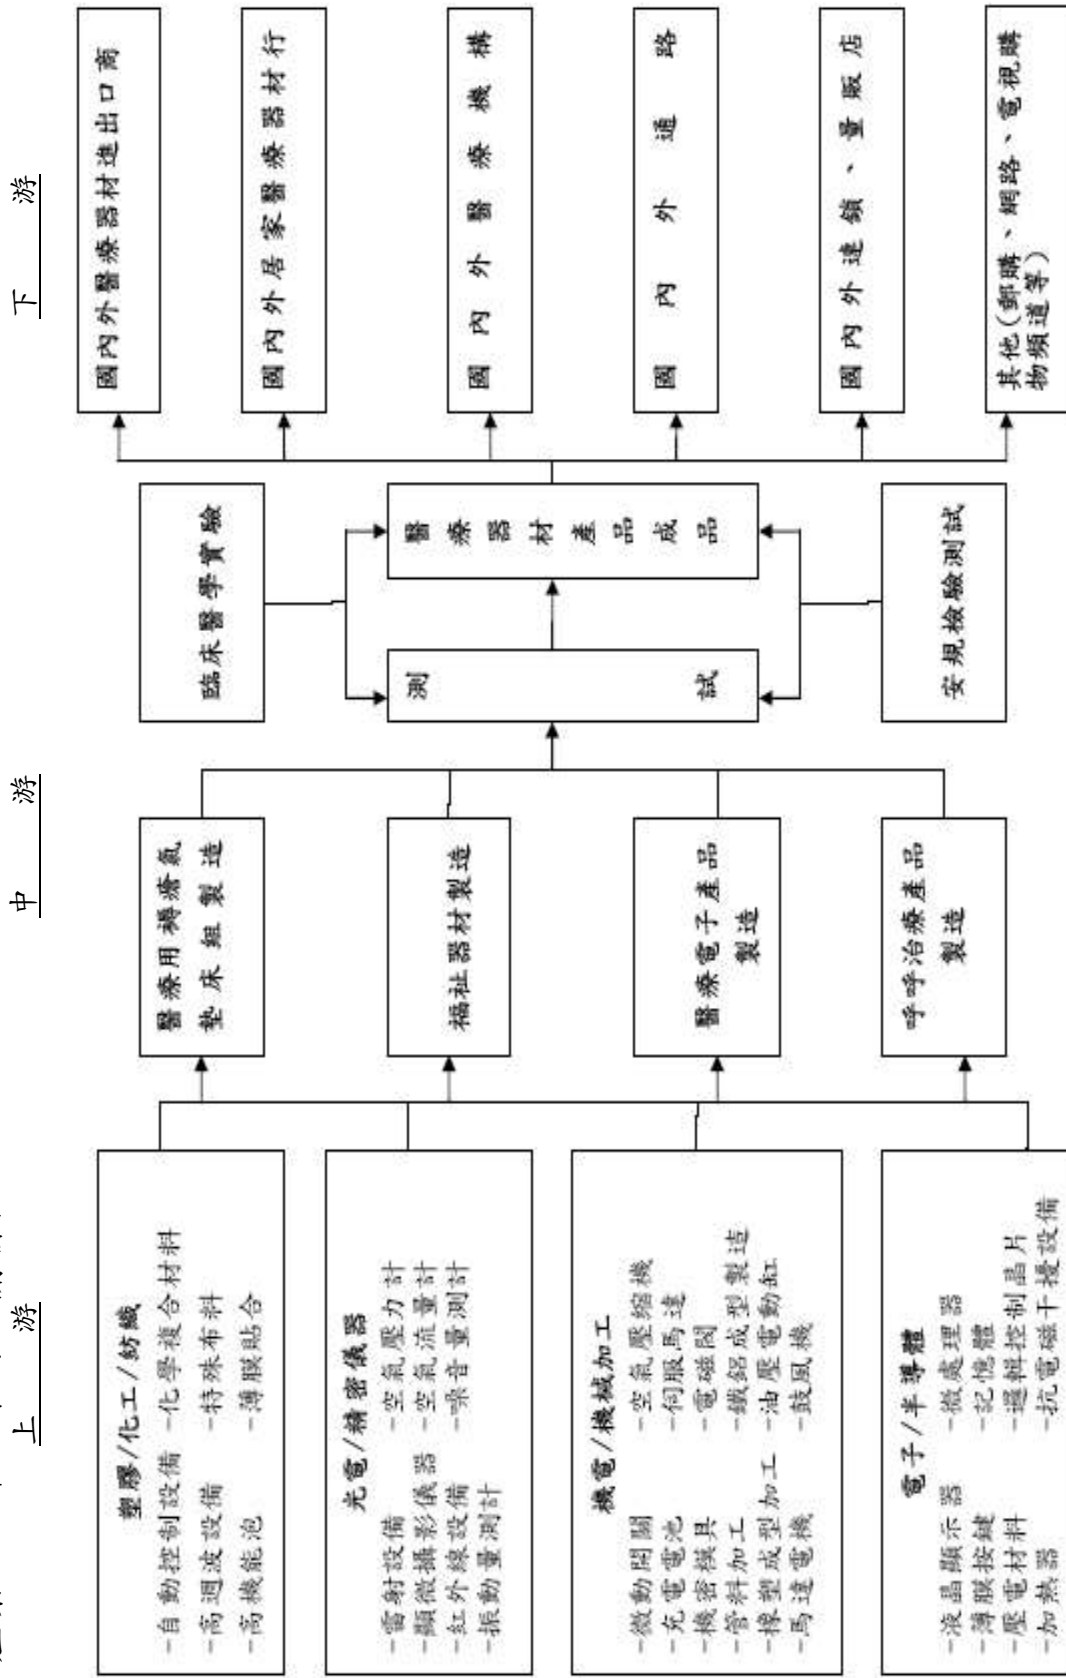 上 游
中 游
下 游
塑膠/化工/紡織
-自動控制設備 -化學複合材料
-高週波設備 -特殊布料
-高機能泡 -薄膜貼合
光電/精密儀器
-雷射設備 -空氣壓力計
-顯微攝影儀器 -空氣流量計
-紅外線設備 -噪音量測計
-振動量測計
機電/機械加工
-微動開關 -空氣壓縮機
-充電電池 -伺服馬達
-機密模具 -電磁閥
-管料加工 -鐵鋁成型製造
-橡塑成型加工 -油壓電動缸
-馬達電機 -鼓風機
電子/半導體
-液晶顯示器 -微處理器
-薄膜按鍵 -記憶體
-壓電材料 -邏輯控制晶片
-加熱器 -抗電磁干擾設備
醫療用褥瘡氣
墊床組製造
福祉器材製造
醫療電子產品
製造
呼呼治療產品
製造
臨床醫學實驗
測 試
醫療器材產品成品
安規檢驗測試
國內外醫療器材進出口商
國內外居家醫療器材行
國內外醫療機構
國內外通路
國內外連鎖、量販店
其他(郵購、網路、電視購
物頻道等)